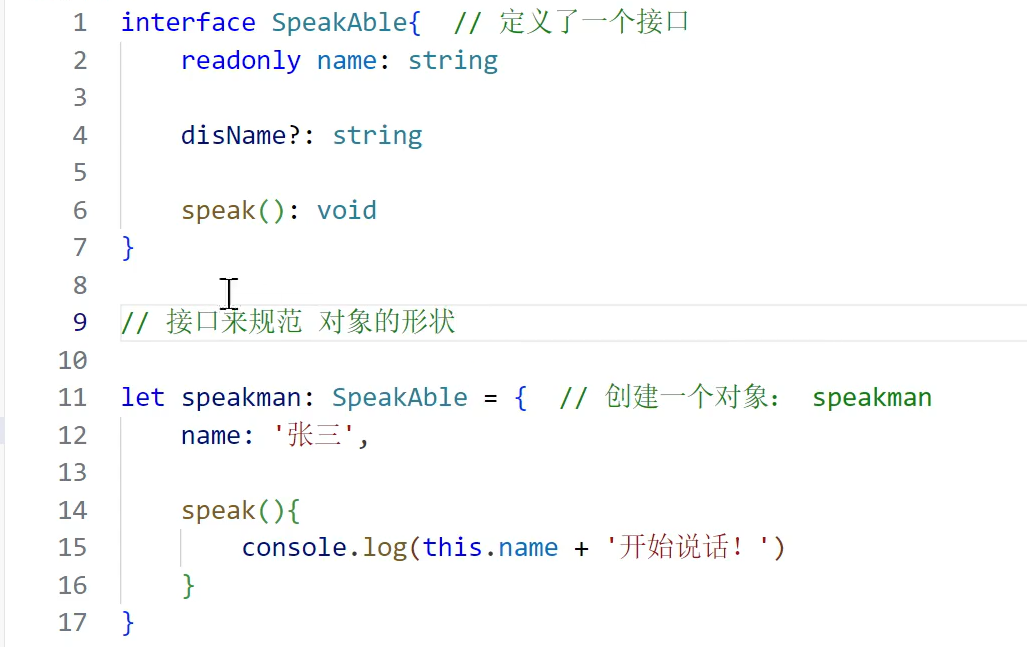 1 interface SpeakAble{  // 定义了一个接口
2     readonly name: string
3
4     disName?: string
5
6     speak(): void
7 }
8
9 // 接口来规范 对象的形状
10
11 let speakman: SpeakAble = {  // 创建一个对象： speakman
12     name: '张三',
13
14     speak(){
15         console.log(this.name + '开始说话！')
16     }
17 }